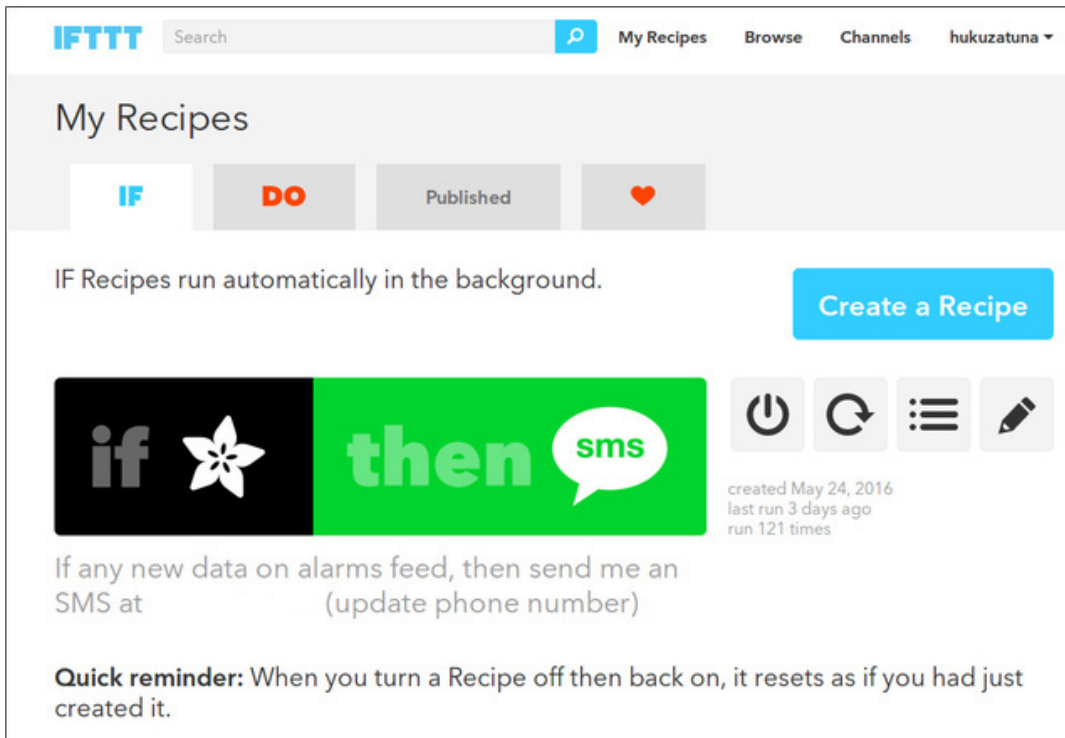 IFTTT
Search
My Recipes
Browse
Channels
hukuzatuna
My Recipes
IF
DO
Published
IF Recipes run automatically in the background.
Create a Recipe
if
then
sms
created May 24, 2016
last run 3 days ago
run 121 times
If any new data on alarms feed, then send me an
SMS at (update phone number)
Quick reminder: When you turn a Recipe off then back on, it resets as if you had just
created it.